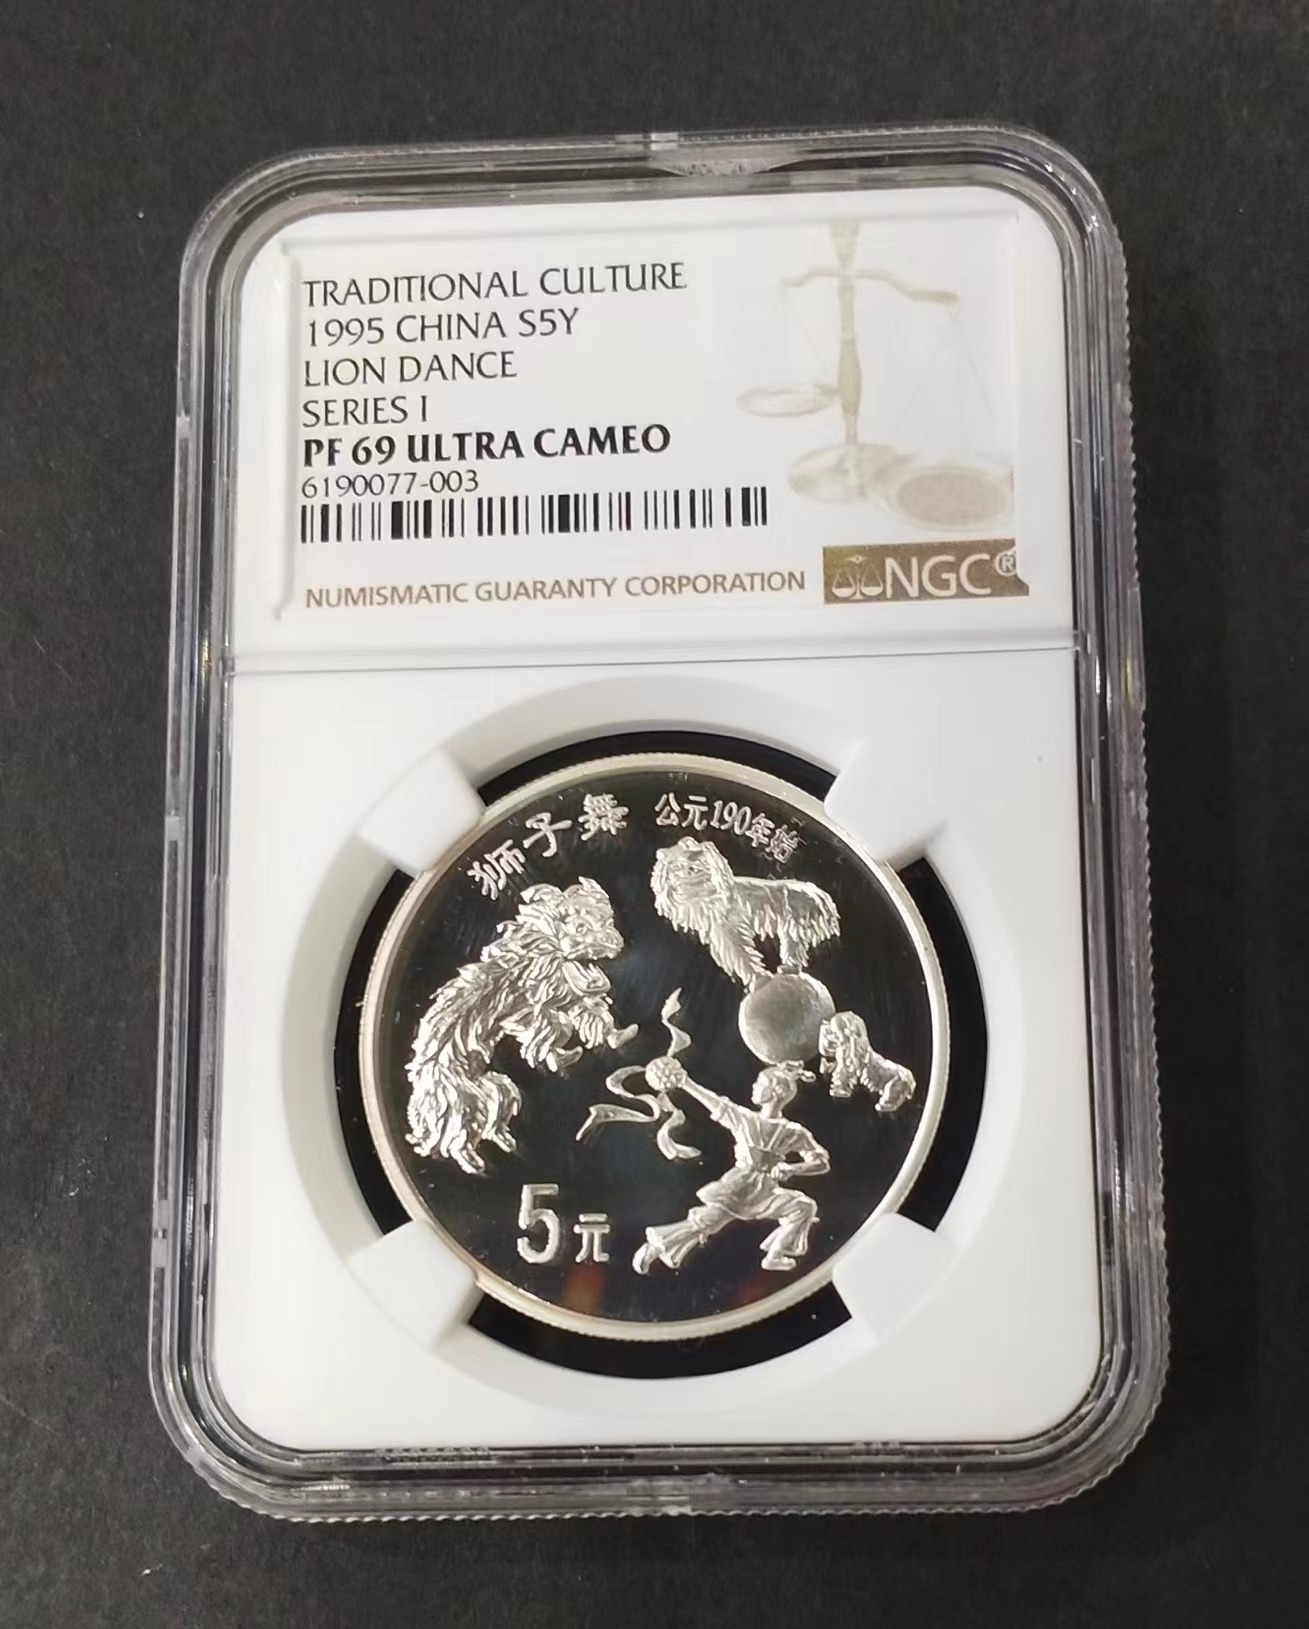 TRADITIONAL CULTURE
1995 CHINA S5Y
LION DANCE
SERIES I
PF 69 ULTRA CAMEO
6190077-003
NUMISMATIC GUARANTY CORPORATION NGC®
狮子舞 公元190年始
5元